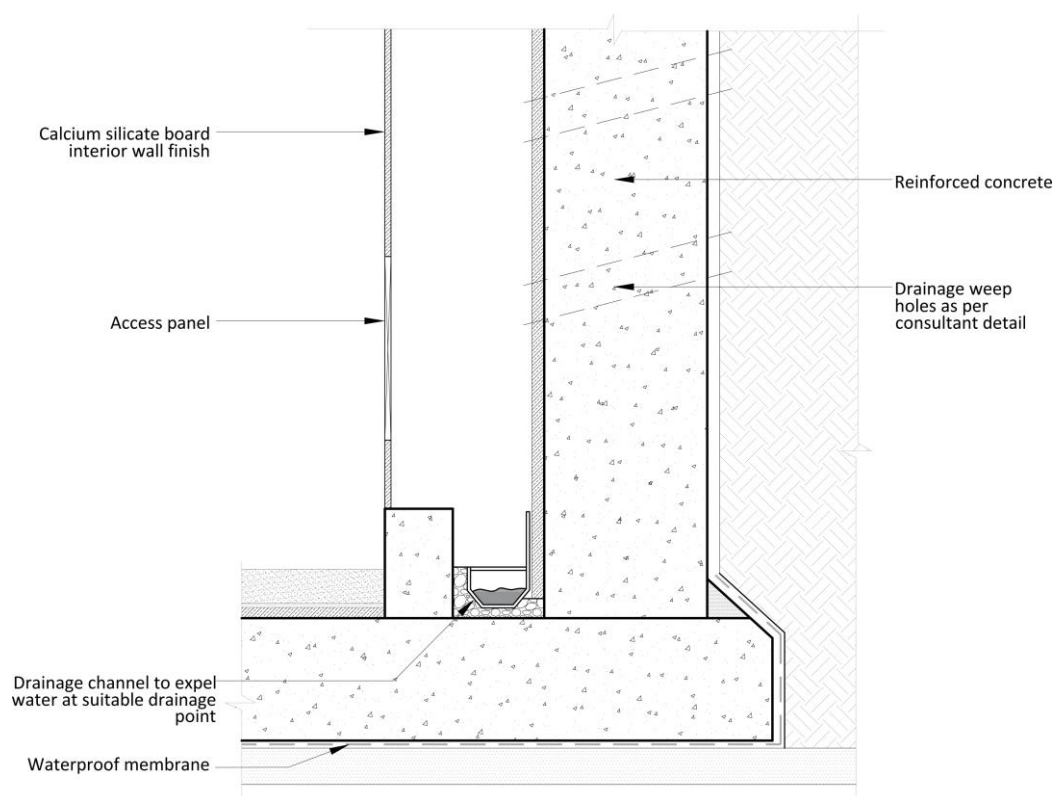 Calcium silicate board
interior wall finish
Reinforced concrete
Drainage weep
holes as per
consultant detail
Access panel
Drainage channel to expel
water at suitable drainage
point
Waterproof membrane